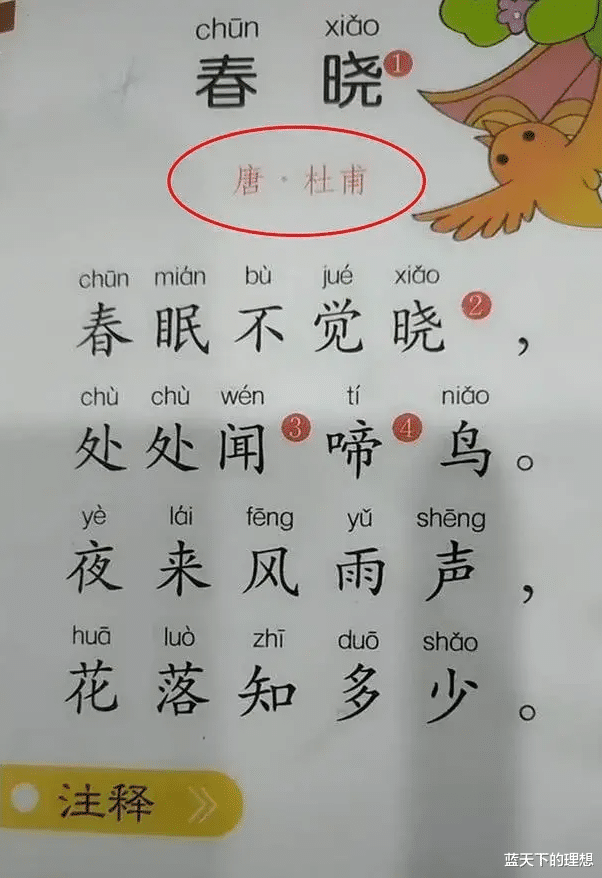 chūn xiǎo
春 晓 1
唐·杜甫
chūn mián bù jué xiǎo
春眠不觉晓2，
chù chù wén tí niǎo
处处闻3啼4鸟。
yè lái fēng yǔ shēng
夜来风雨声，
huā luò zhī duō shǎo
花落知多少。
注释
蓝天下的理想